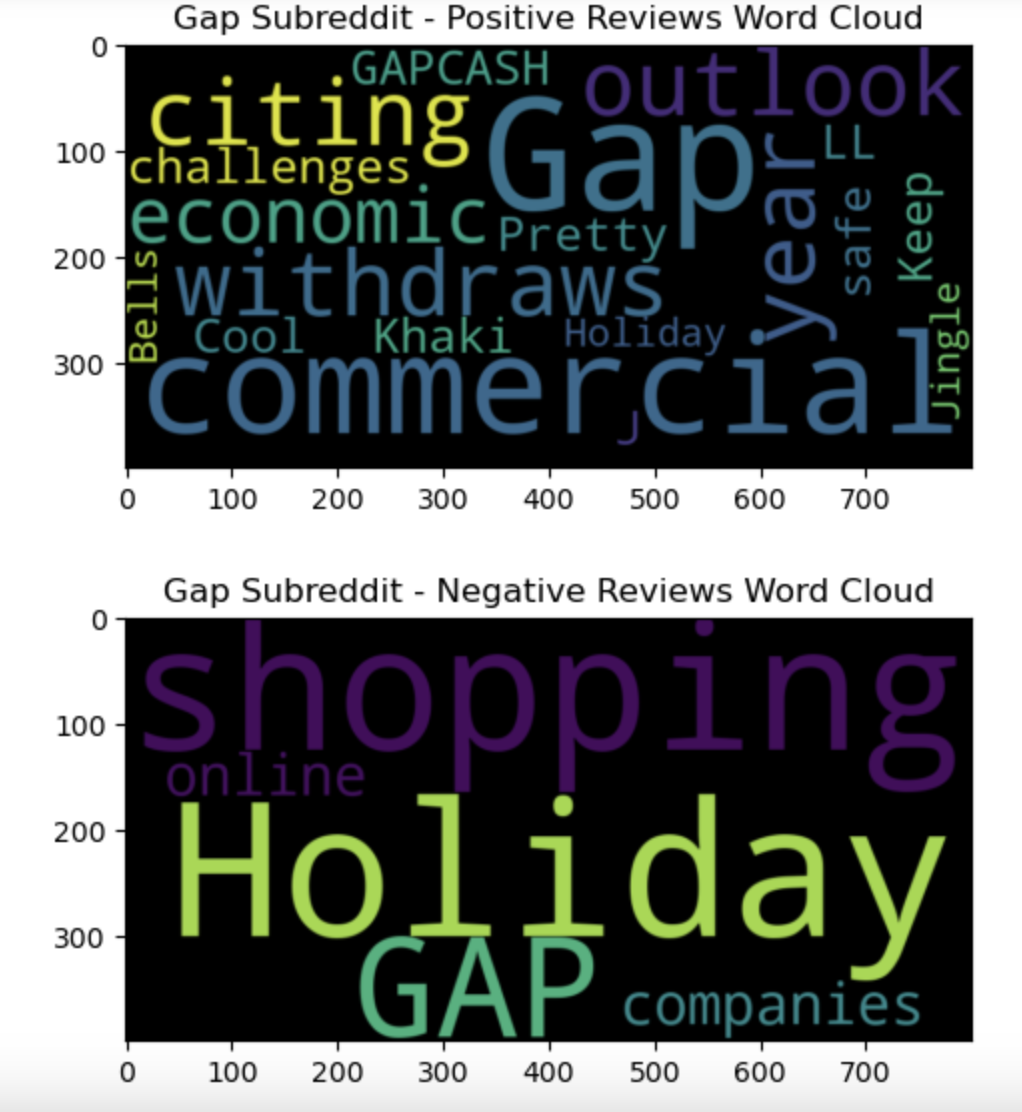 Gap Subreddit - Positive Reviews Word Cloud
0
100
200
300
GAPCASH
outlook
citing
Gap
challenges
year
LL
economic
Pretty
safe
Keep
Bells
withdraws
Cool
Khaki
Holiday
Jingle
commercial
J
0 100 200 300 400 500 600 700
Gap Subreddit - Negative Reviews Word Cloud
0
100
200
300
shopping
online
Holiday
GAP
companies
0 100 200 300 400 500 600 700